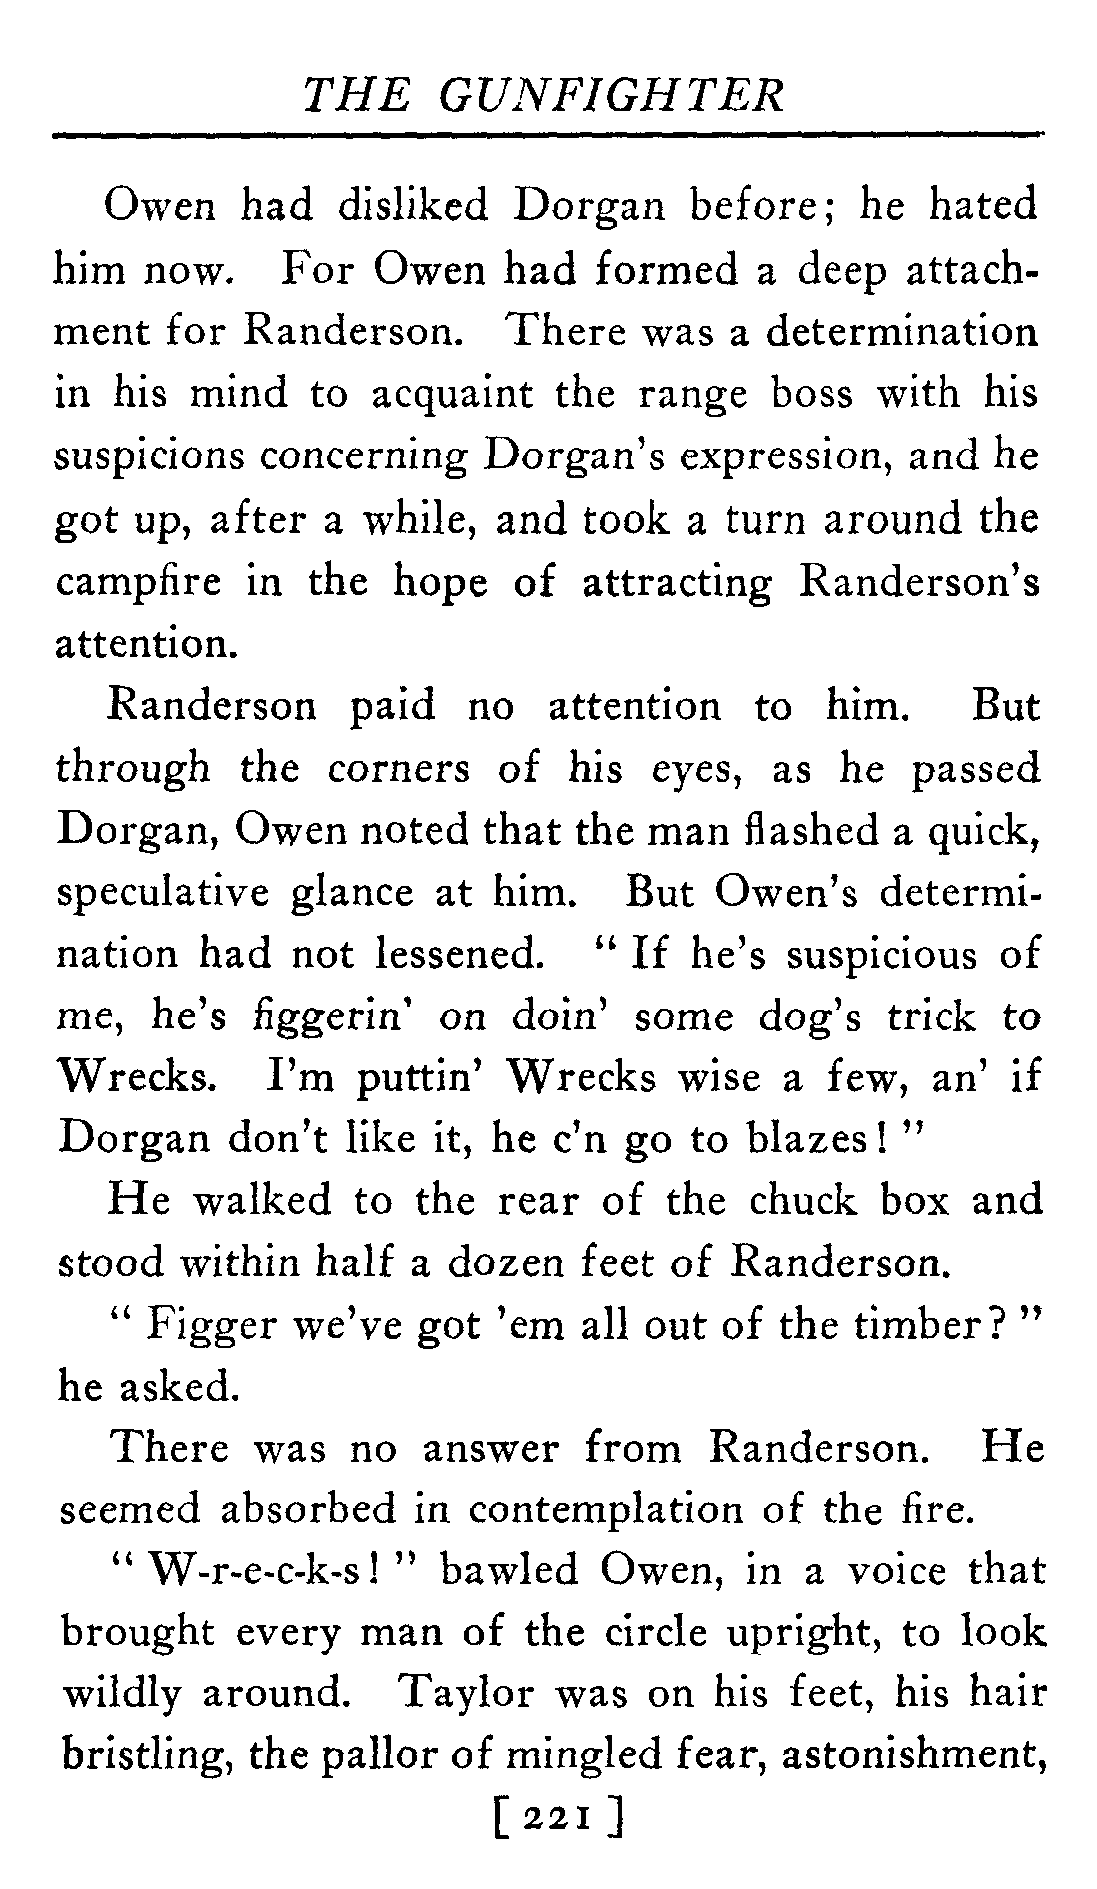 THE GUNFIGHTER
Owen had disliked Dorgan before; he hated
him now. For Owen had formed a deep attach-
ment for Randerson. There was a determination
in his mind to acquaint the range boss with his
suspicions concerning Dorgan's expression, and he
got up, after a while, and took a turn around the
campfire in the hope of attracting Randerson's
attention.
Randerson paid no attention to him. But
through the corners of his eyes, as he passed
Dorgan, Owen noted that the man flashed a quick,
speculative glance at him. But Owen's determi-
nation had not lessened. " If he's suspicious of
me, he's figgerin' on doin' some dog's trick to
Wrecks. I'm puttin' Wrecks wise a few, an' if
Dorgan don't like it, he c'n go to blazes! "
He walked to the rear of the chuck box and
stood within half a dozen feet of Randerson.
" Figger we've got 'em all out of the timber? "
he asked.
There was no answer from Randerson. He
seemed absorbed in contemplation of the fire.
" W-r-e-c-k-s! " bawled Owen, in a voice that
brought every man of the circle upright, to look
wildly around. Taylor was on his feet, his hair
bristling, the pallor of mingled fear, astonishment,
[ 221 ]